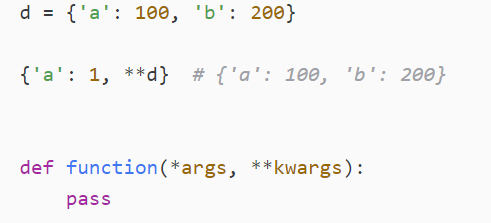 d = {'a': 100, 'b': 200}
{'a': 1, **d}  # {'a': 100, 'b': 200}
def function(*args, **kwargs):
    pass